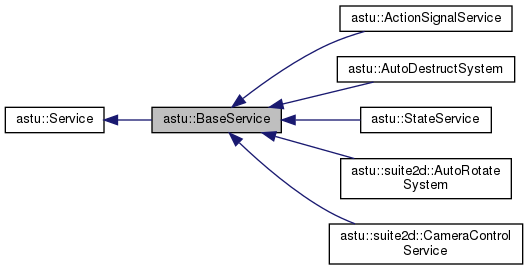 astu::ActionSignalService
astu::AutoDestructSystem
astu::Service
astu::BaseService
astu::StateService
astu::suite2d::AutoRotate
System
astu::suite2d::CameraControl
Service